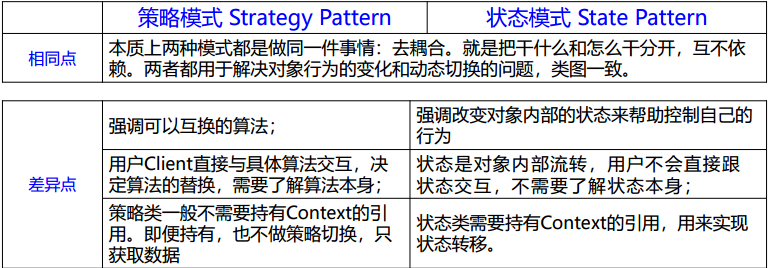 策略模式 Strategy Pattern 状态模式 State Pattern
相同点
本质上两种模式都是做同一件事情：去耦合。就是把干什么和怎么干分开，互不依
赖。两者都用于解决对象行为的变化和动态切换的问题，类图一致。
差异点
强调可以互换的算法；
强调改变对象内部的状态来帮助控制自己的
行为
用户Client直接与具体算法交互，决
定算法的替换，需要了解算法本身；
状态是对象内部流转，用户不会直接跟
状态交互，不需要了解状态本身；
策略类一般不需要持有Context的引
用。即便持有，也不做策略切换，只
获取数据
状态类需要持有Context的引用，用来实现
状态转移。